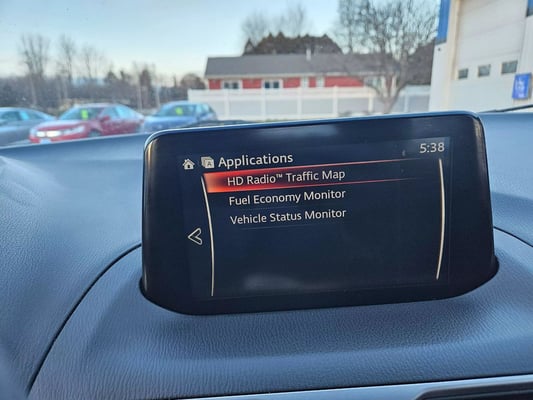 Applications
5:38
HD Radio™ Traffic Map
Fuel Economy Monitor
Vehicle Status Monitor